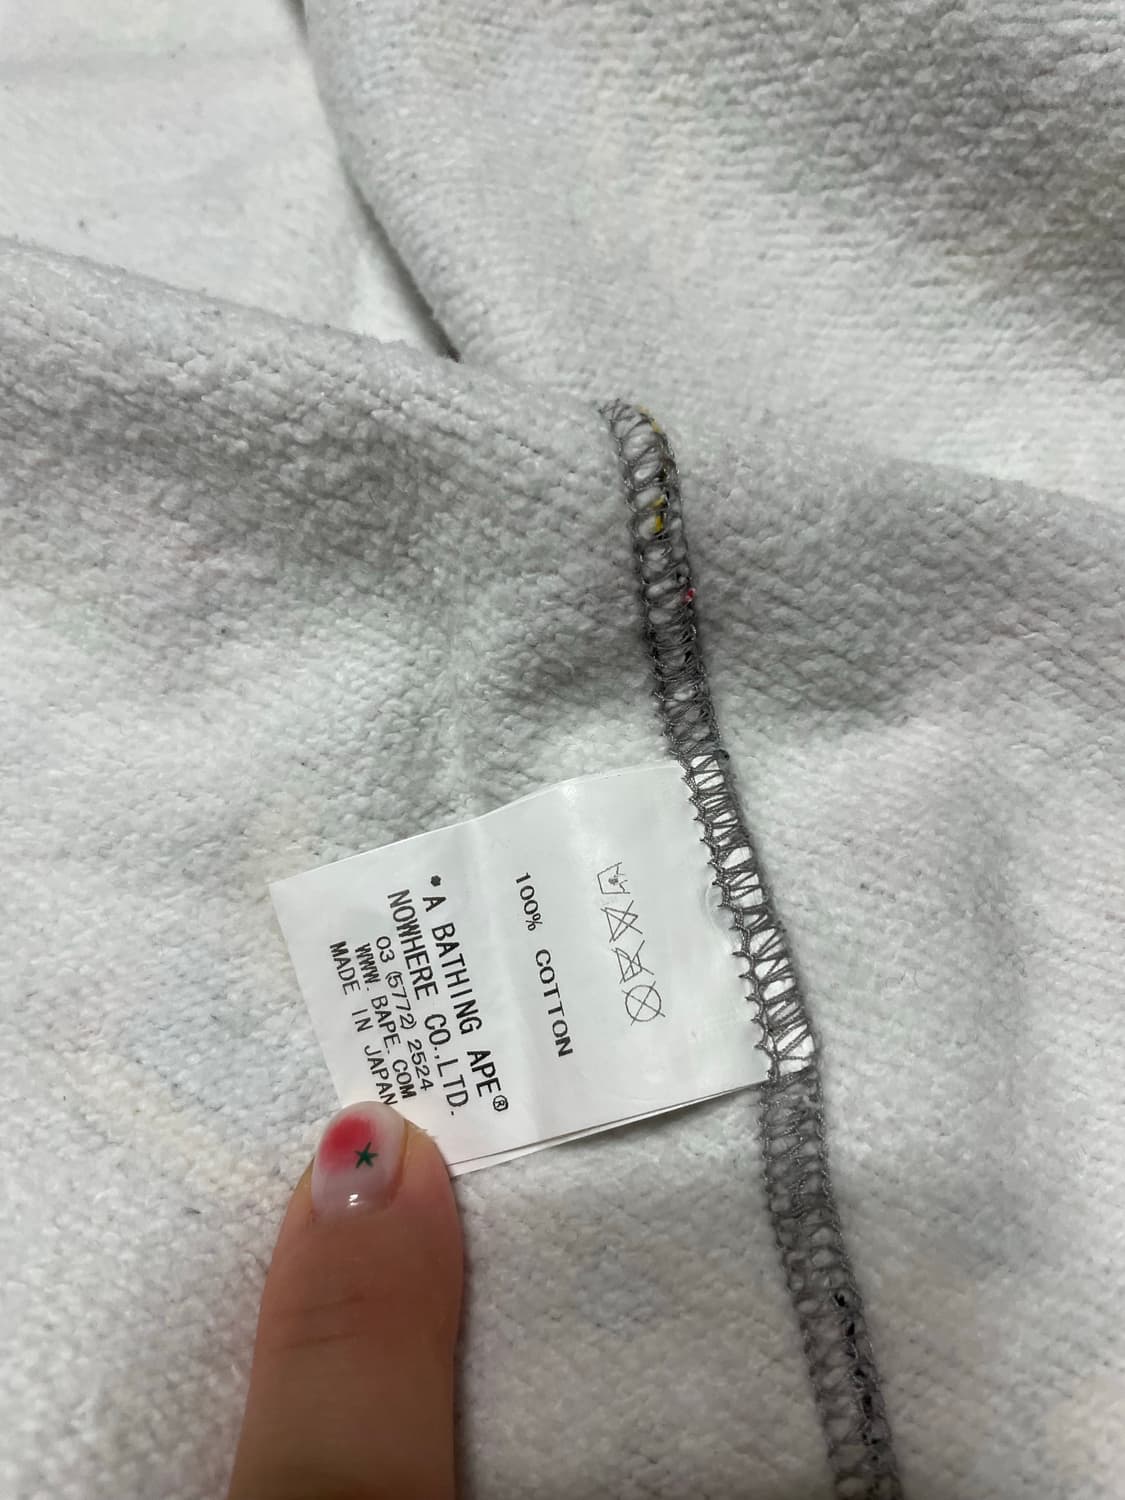 100% COTTON
• A BATHING APE®
NOWHERE CO.,LTD.
03 (5772) 2524
WWW. BAPE. COM
MADE IN JAPAN